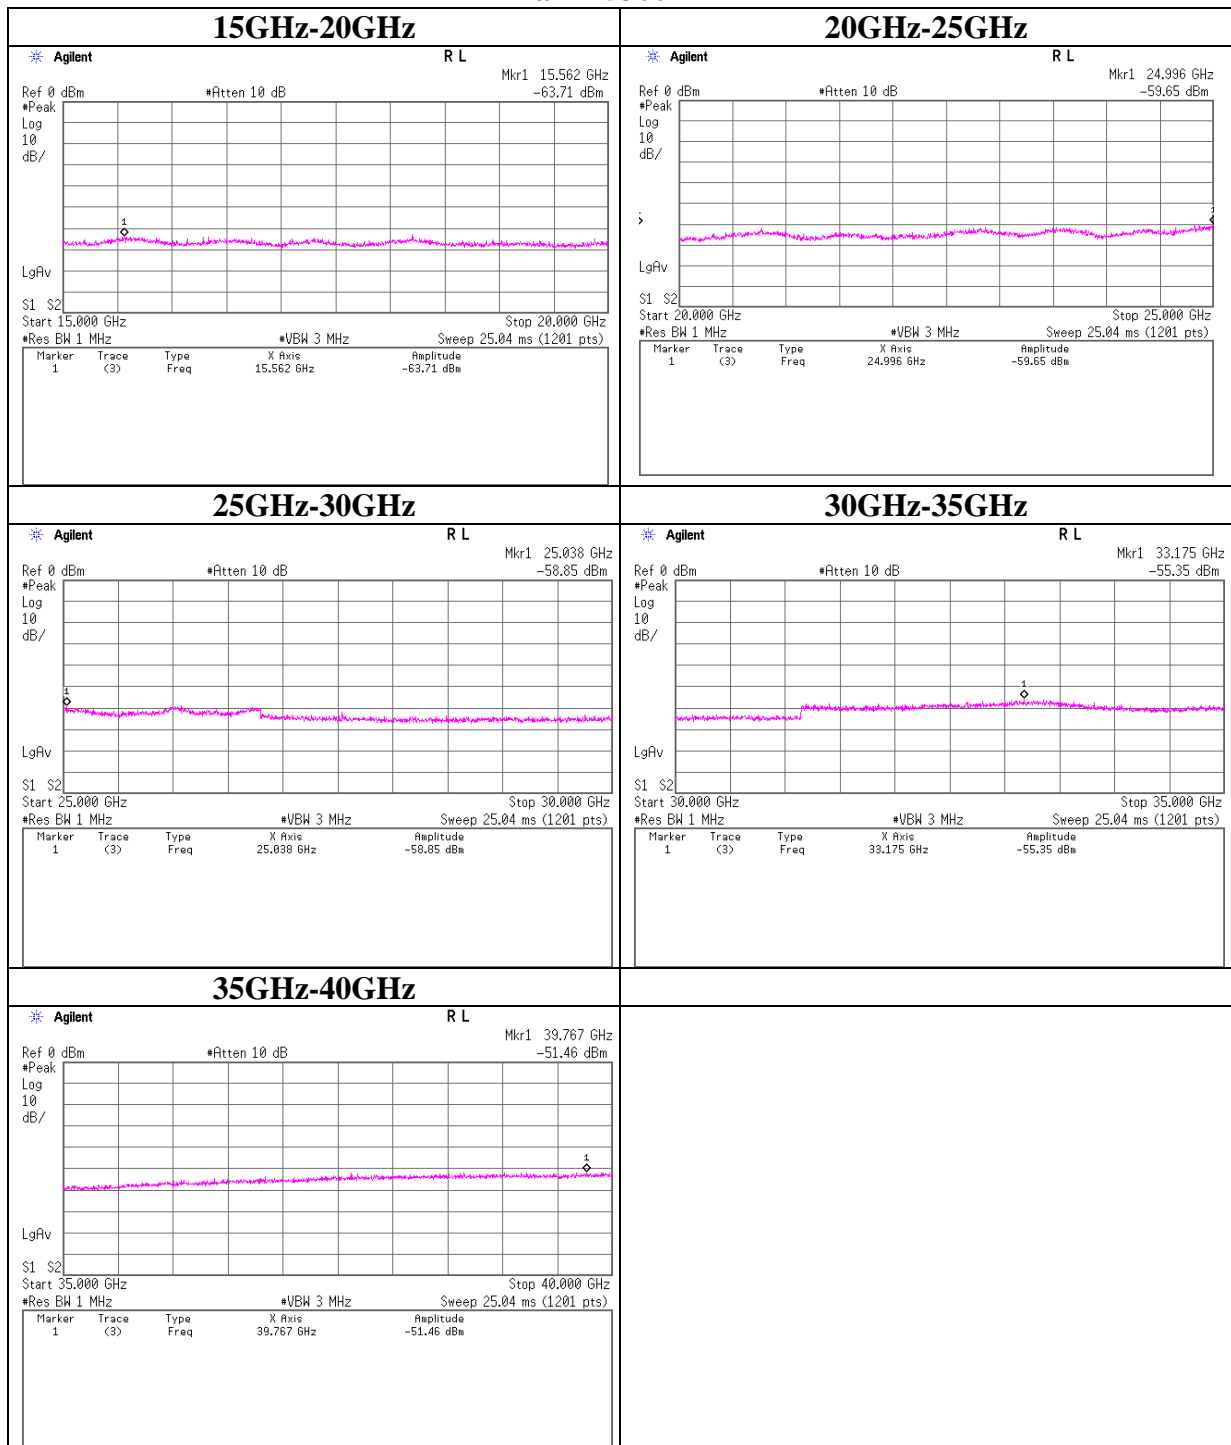 15GHz-20GHz
Agilent R L
Mkr1 15.562 GHz
Ref 0 dBm #Atten 10 dB -63.71 dBm
#Peak
Log
10
dB/
1
LgAv
S1 S2
Start 15.000 GHz Stop 20.000 GHz
#Res BW 1 MHz #VBW 3 MHz Sweep 25.04 ms (1201 pts)
Marker Trace Type X Axis Amplitude
1 (3) Freq 15.562 GHz -63.71 dBm
20GHz-25GHz
Agilent R L
Mkr1 24.996 GHz
Ref 0 dBm #Atten 10 dB -59.65 dBm
#Peak
Log
10
dB/
1
LgAv
S1 S2
Start 20.000 GHz Stop 25.000 GHz
#Res BW 1 MHz #VBW 3 MHz Sweep 25.04 ms (1201 pts)
Marker Trace Type X Axis Amplitude
1 (3) Freq 24.996 GHz -59.65 dBm
25GHz-30GHz
Agilent R L
Mkr1 25.038 GHz
Ref 0 dBm #Atten 10 dB -58.85 dBm
#Peak
Log
10
dB/
1
LgAv
S1 S2
Start 25.000 GHz Stop 30.000 GHz
#Res BW 1 MHz #VBW 3 MHz Sweep 25.04 ms (1201 pts)
Marker Trace Type X Axis Amplitude
1 (3) Freq 25.038 GHz -58.85 dBm
30GHz-35GHz
Agilent R L
Mkr1 33.175 GHz
Ref 0 dBm #Atten 10 dB -55.35 dBm
#Peak
Log
10
dB/
1
LgAv
S1 S2
Start 30.000 GHz Stop 35.000 GHz
#Res BW 1 MHz #VBW 3 MHz Sweep 25.04 ms (1201 pts)
Marker Trace Type X Axis Amplitude
1 (3) Freq 33.175 GHz -55.35 dBm
35GHz-40GHz
Agilent R L
Mkr1 39.767 GHz
Ref 0 dBm #Atten 10 dB -51.46 dBm
#Peak
Log
10
dB/
1
LgAv
S1 S2
Start 35.000 GHz Stop 40.000 GHz
#Res BW 1 MHz #VBW 3 MHz Sweep 25.04 ms (1201 pts)
Marker Trace Type X Axis Amplitude
1 (3) Freq 39.767 GHz -51.46 dBm